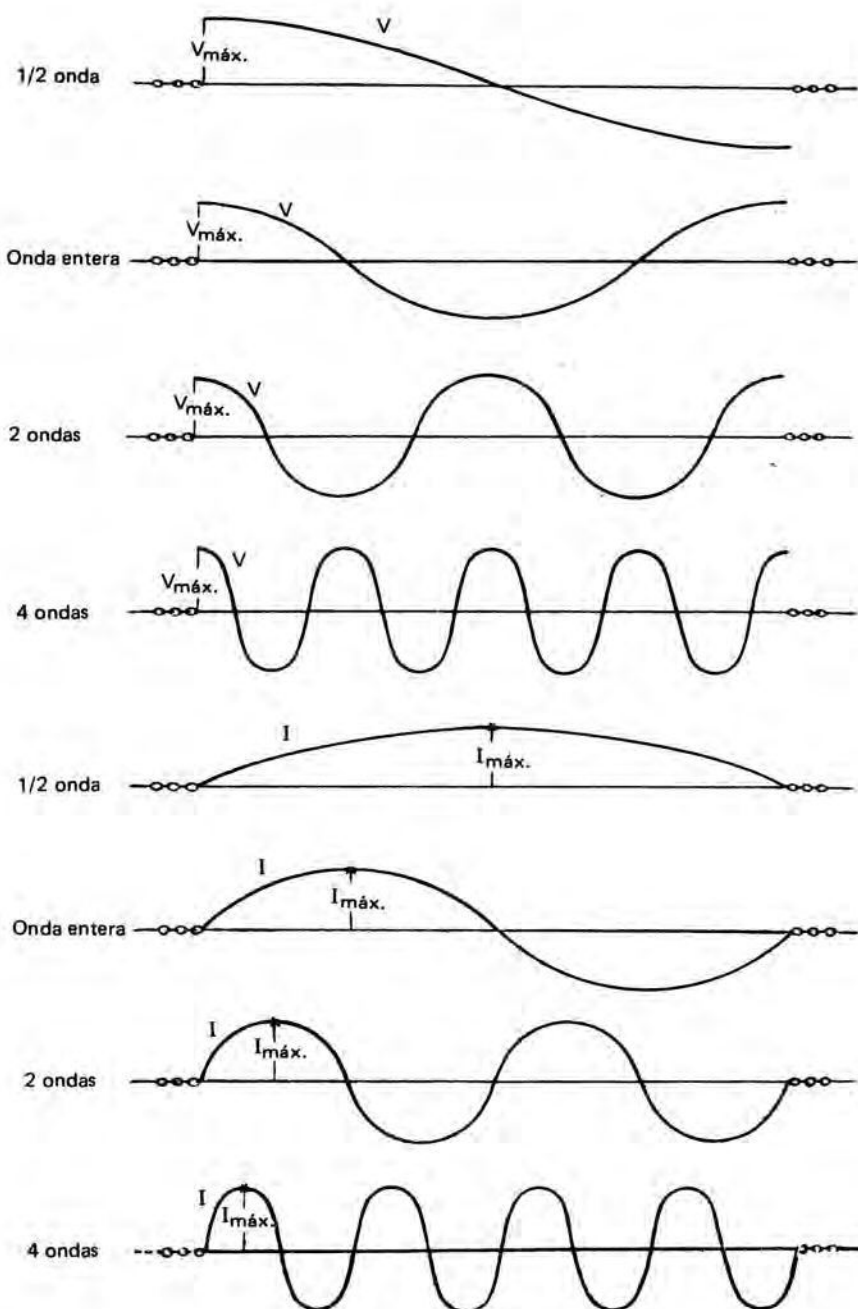 V
Vmáx.
1/2 onda
V
Vmáx.
Onda entera
V
Vmáx.
2 ondas
V
Vmáx.
4 ondas
I
Imáx.
1/2 onda
I
Imáx.
Onda entera
I
Imáx.
2 ondas
I
Imáx.
4 ondas